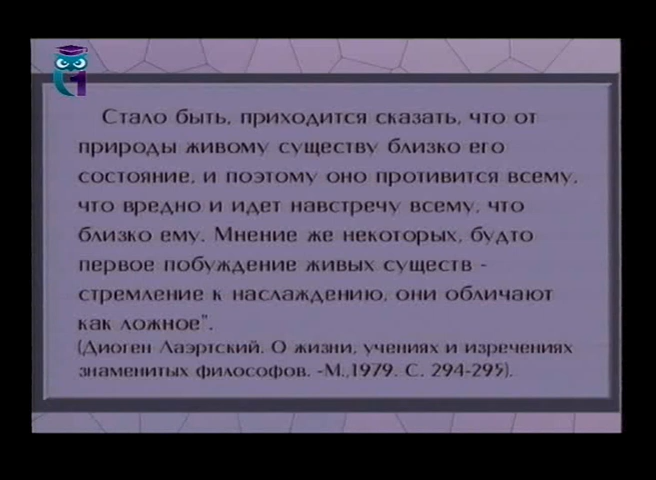 Стало быть, приходится сказать, что от
природы живому существу близко его
состояние, и поэтому оно противится всему,
что вредно и идет навстречу всему, что
близко ему. Мнение же некоторых, будто
первое побуждение живых существ -
стремление к наслаждению, они обличают
как ложное".
(Диоген Лаэртский. О жизни, учениях и изречениях
знаменитых философов. -М.,1979. С. 294-295).